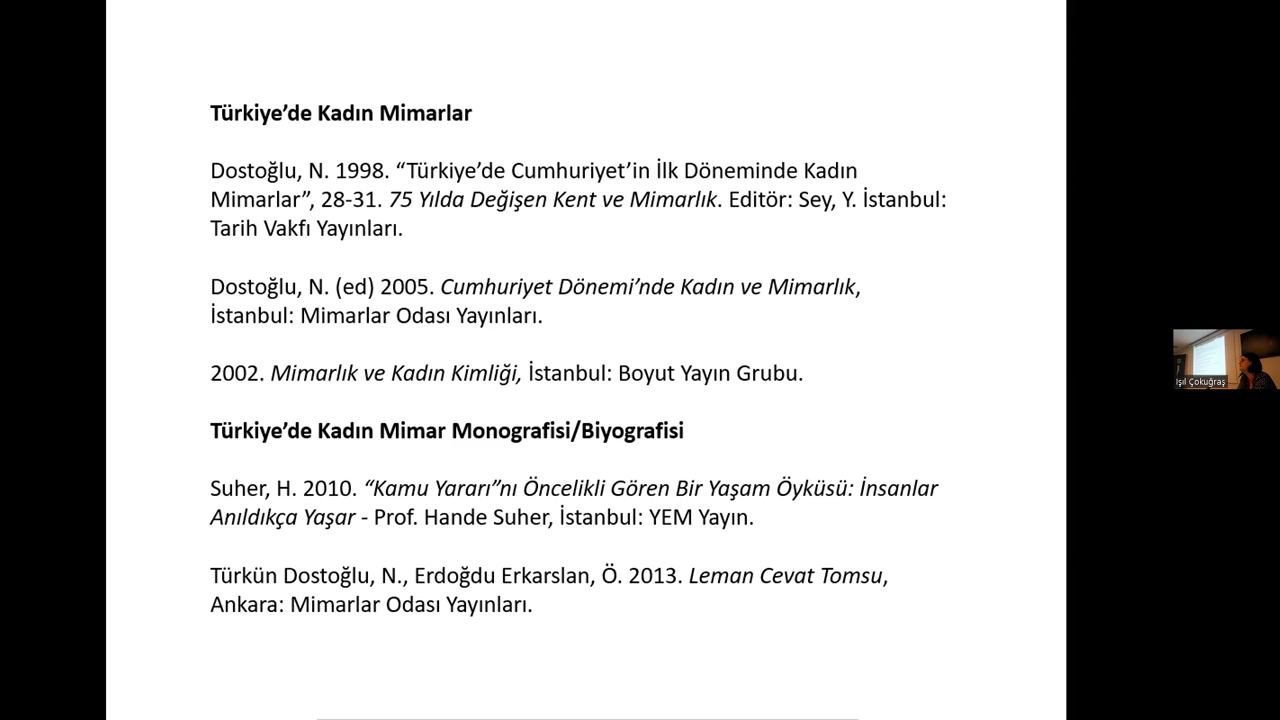 Türkiye’de Kadın Mimarlar
Dostoğlu, N. 1998. “Türkiye’de Cumhuriyet’in İlk Döneminde Kadın
Mimarlar”, 28-31. 75 Yılda Değişen Kent ve Mimarlık. Editör: Sey, Y. İstanbul:
Tarih Vakfı Yayınları.
Dostoğlu, N. (ed) 2005. Cumhuriyet Dönemi’nde Kadın ve Mimarlık,
İstanbul: Mimarlar Odası Yayınları.
2002. Mimarlık ve Kadın Kimliği, İstanbul: Boyut Yayın Grubu.
Türkiye’de Kadın Mimar Monografisi/Biyografisi
Suher, H. 2010. “Kamu Yararı”nı Öncelikli Gören Bir Yaşam Öyküsü: İnsanlar
Anıldıkça Yaşar - Prof. Hande Suher, İstanbul: YEM Yayın.
Türkün Dostoğlu, N., Erdoğdu Erkarslan, Ö. 2013. Leman Cevat Tomsu,
Ankara: Mimarlar Odası Yayınları.
Işıl Çokuğraş